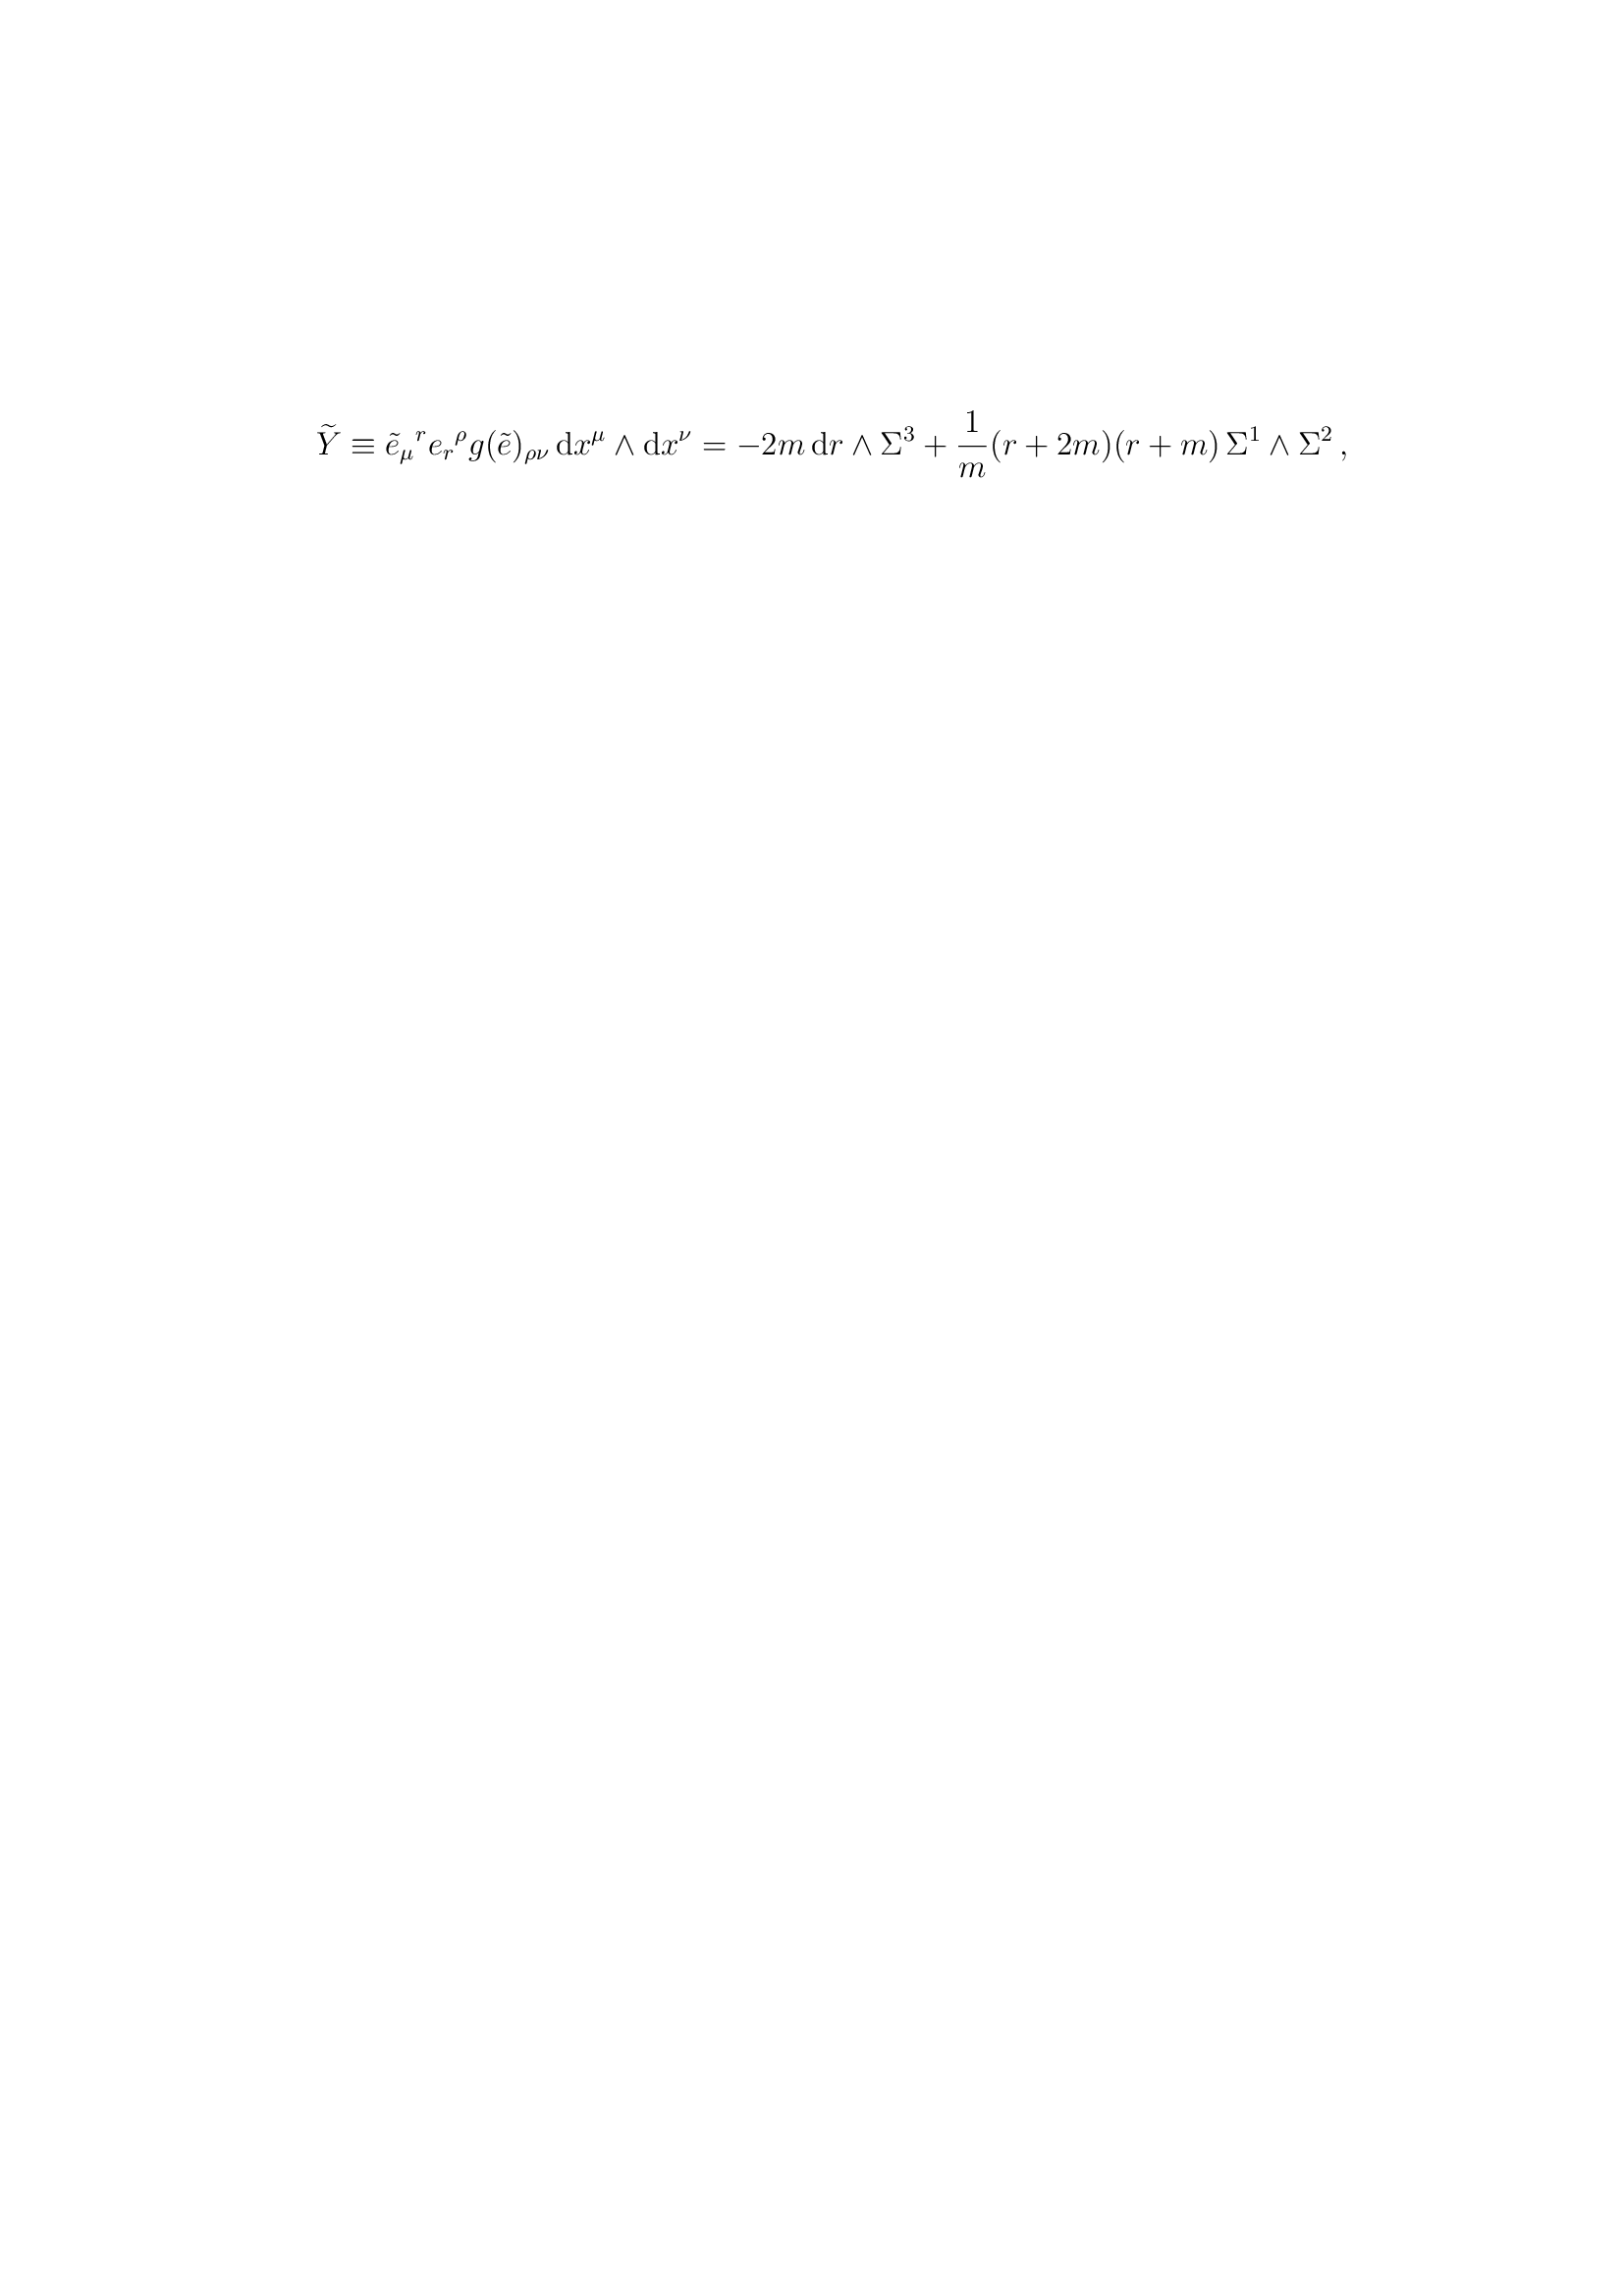 $\widetilde{Y} \equiv \tilde{e}_{\mu}{}^{r} e_{r}{}^{\rho} g(\tilde{e})_{\rho\nu} \, \mathrm{d}x^{\mu} \wedge \mathrm{d}x^{\nu} = -2m \, \mathrm{d}r \wedge \Sigma^{3} + \frac{1}{m}(r+2m)(r+m) \, \Sigma^{1} \wedge \Sigma^{2} \, ,$